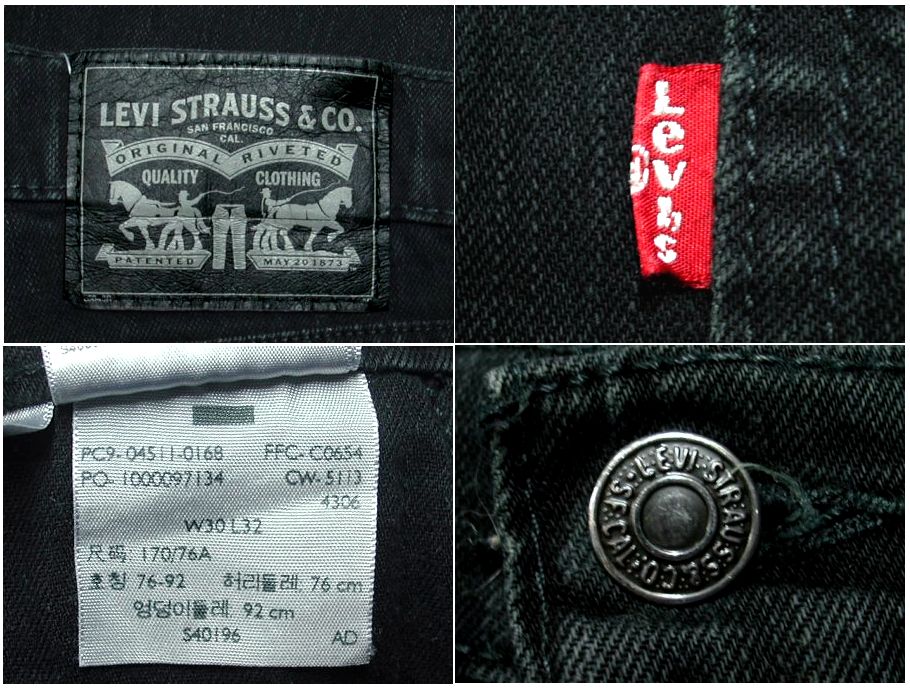 LEVI STRAUSS & CO.
SAN FRANCISCO
CAL.
ORIGINAL RIVETED
QUALITY CLOTHING
PATENTED MAY 20 1873
Levi's
®
PC9-04511-0168 FFC-C0654
PO-1000097134 CW-5113
4306
W30 L32
尺码: 170/76A
호칭 76-92 허리둘레, 76 cm
엉덩이둘레 92 cm
S40196 AD
LEVI·STRAUSS & CO